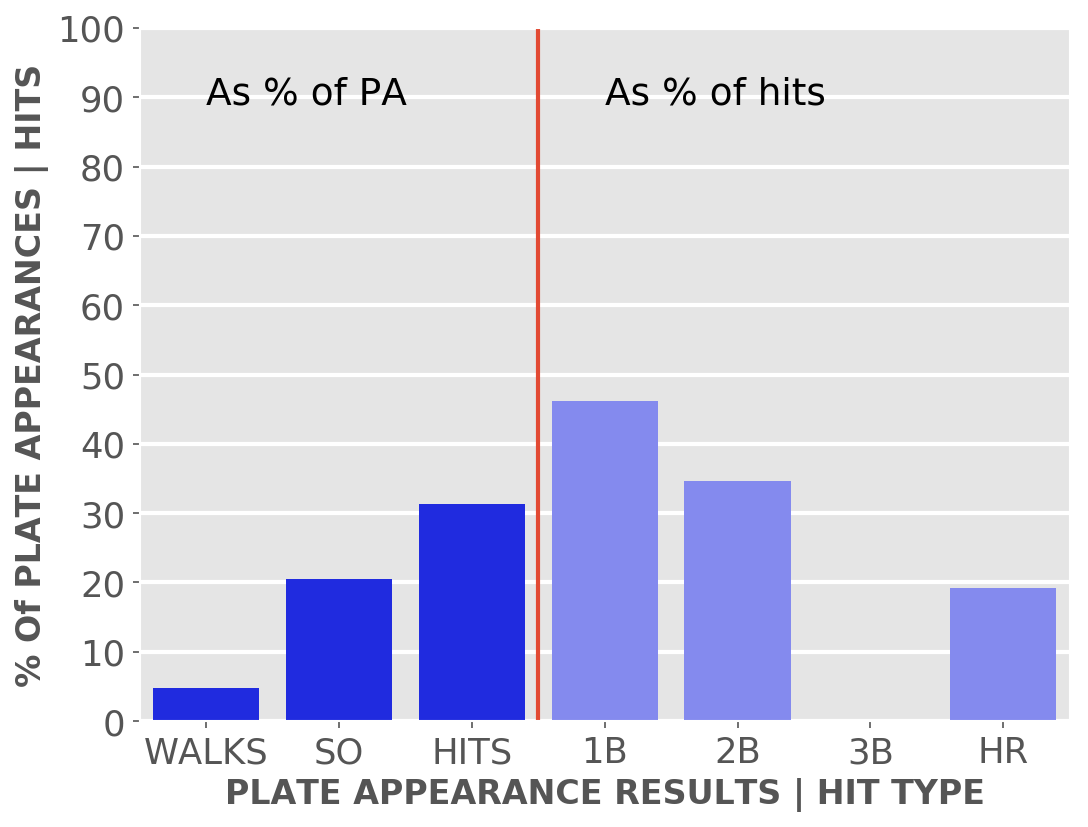 100
90
80
70
60
50
40
30
20
10
0
% Of PLATE APPEARANCES | HITS
As % of PA
As % of hits
WALKS SO HITS 1B 2B 3B HR
PLATE APPEARANCE RESULTS | HIT TYPE